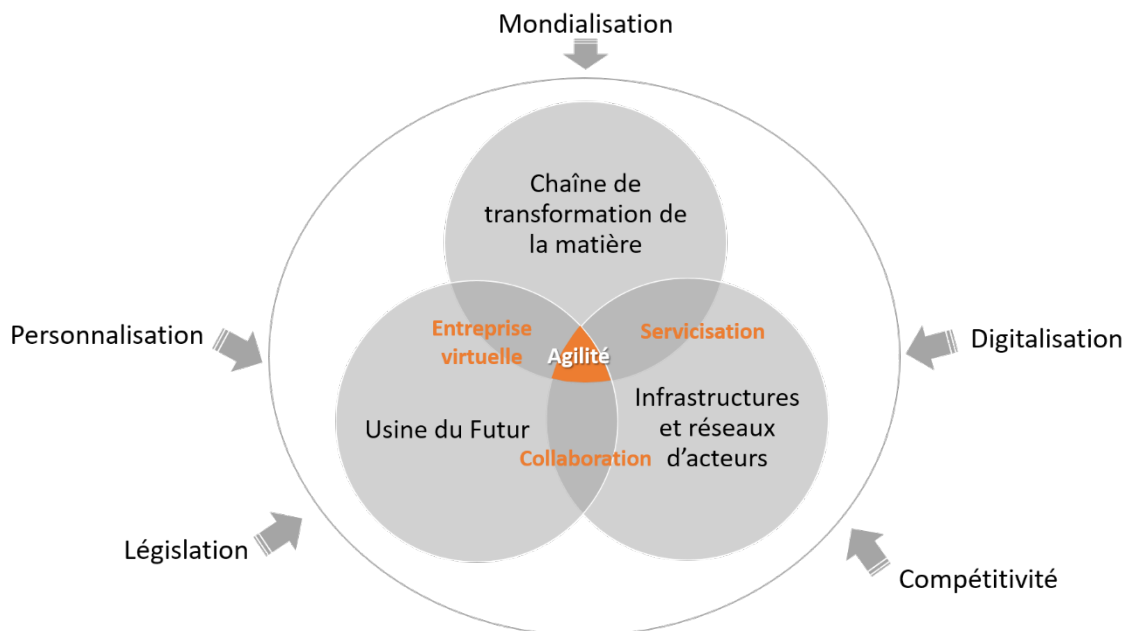 Mondialisation
Chaîne de
transformation de
la matière
Personnalisation
Entreprise
virtuelle
Agilité
Servicisation
Digitalisation
Usine du Futur
Infrastructures
et réseaux
d'acteurs
Collaboration
Législation
Compétitivité